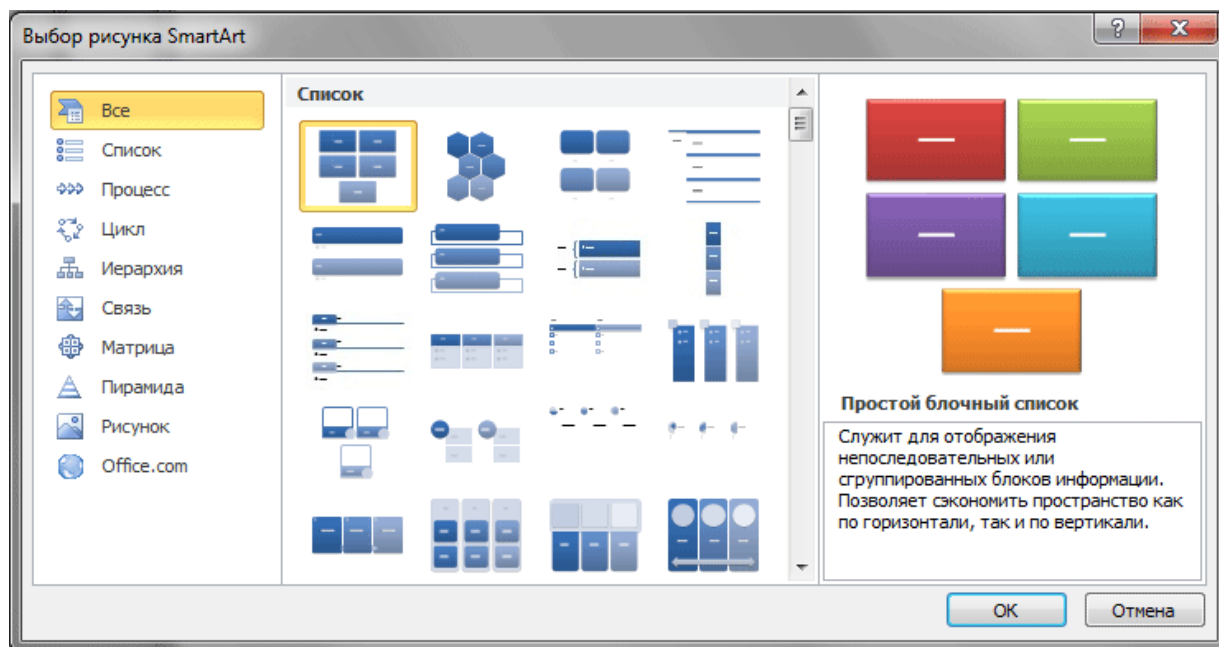 Выбор рисунка SmartArt
Все
Список
Процесс
Цикл
Иерархия
Связь
Матрица
Пирамида
Рисунок
Office.com
Список
Простой блочный список
Служит для отображения
непоследовательных или
сгруппированных блоков информации.
Позволяет сэкономить пространство как
по горизонтали, так и по вертикали.
ОК
Отмена